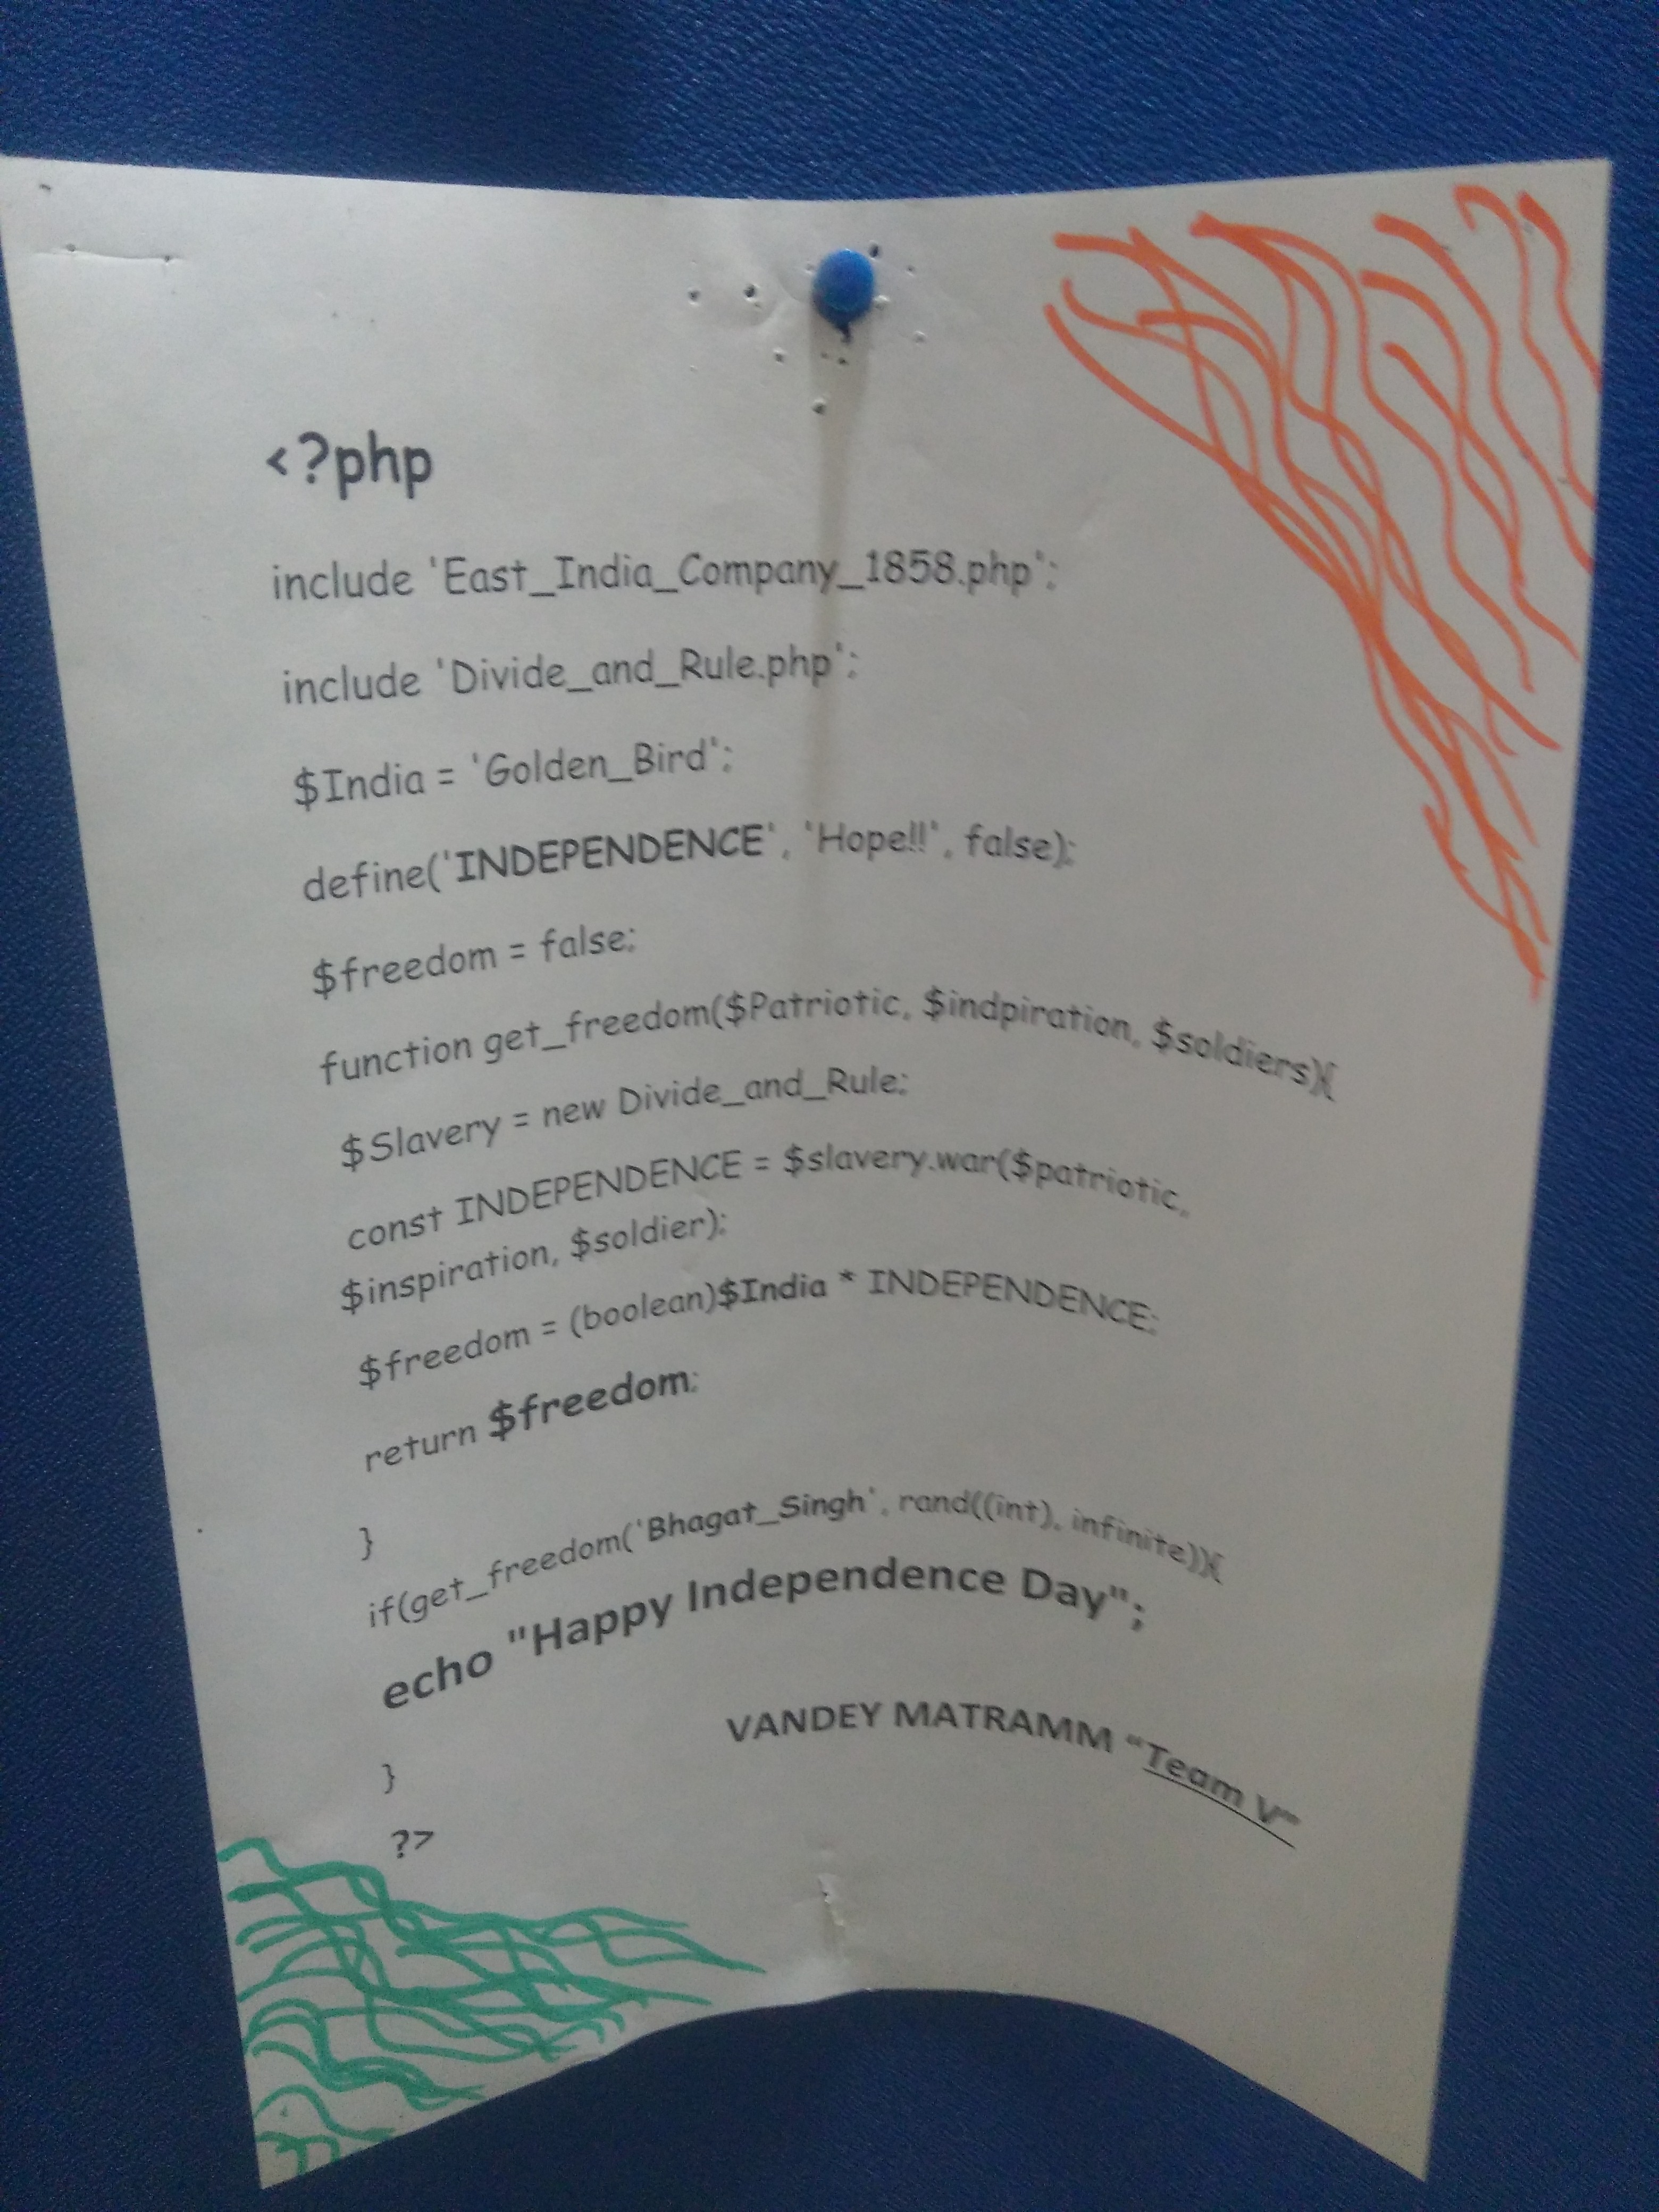 <?php
include 'East_India_Company_1858.php';
include 'Divide_and_Rule.php';
$India = 'Golden_Bird';
define('INDEPENDENCE', 'Hope!!', false);
$freedom = false;
function get_freedom($Patriotic, $indpiration, $soldiers){
$Slavery = new Divide_and_Rule;
const INDEPENDENCE = $slavery.war($patriotic,
$inspiration, $soldier);
$freedom = (boolean)$India * INDEPENDENCE;
return $freedom;
}
if(get_freedom('Bhagat_Singh', rand((int), infinite)){
echo "Happy Independence Day";
VANDEY MATRAMM “Team V”
}
?>